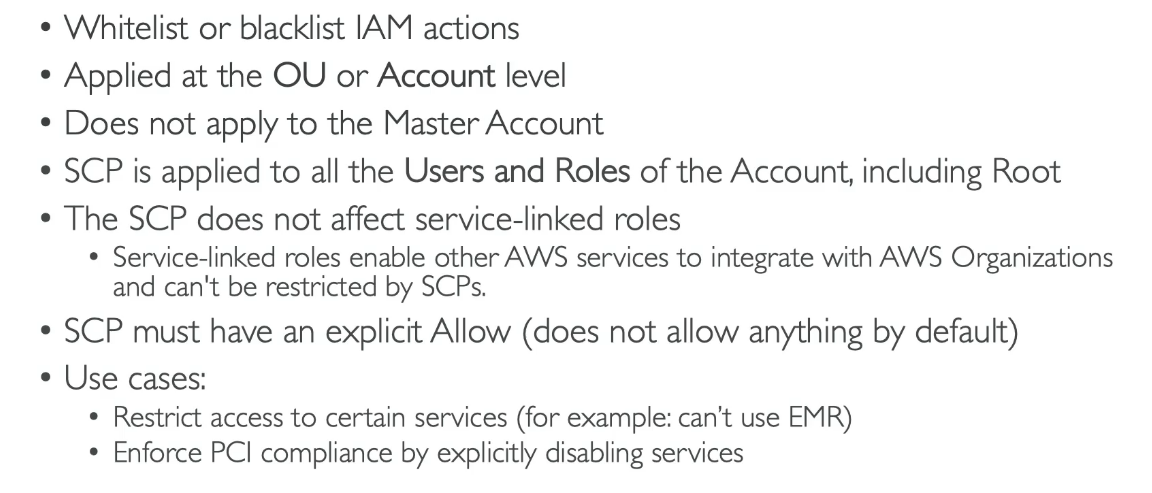 • Whitelist or blacklist IAM actions
• Applied at the OU or Account level
• Does not apply to the Master Account
• SCP is applied to all the Users and Roles of the Account, including Root
• The SCP does not affect service-linked roles
• Service-linked roles enable other AWS services to integrate with AWS Organizations
and can't be restricted by SCPs.
• SCP must have an explicit Allow (does not allow anything by default)
• Use cases:
• Restrict access to certain services (for example: can't use EMR)
• Enforce PCI compliance by explicitly disabling services